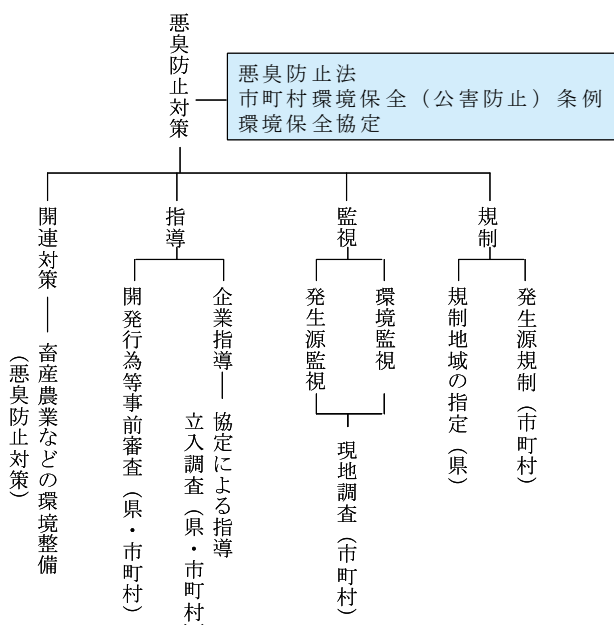 悪臭防止対策
悪臭防止法
市町村環境保全（公害防止）条例
環境保全協定
規制
発生源規制（市町村）
規制地域の指定（県）
監視
環境監視
発生源監視
現地調査（市町村）
指導
企業指導
協定による指導
立入調査（県・市町村）
開発行為等事前審査（県・市町村）
開連対策
畜産農業などの環境整備
（悪臭防止対策）